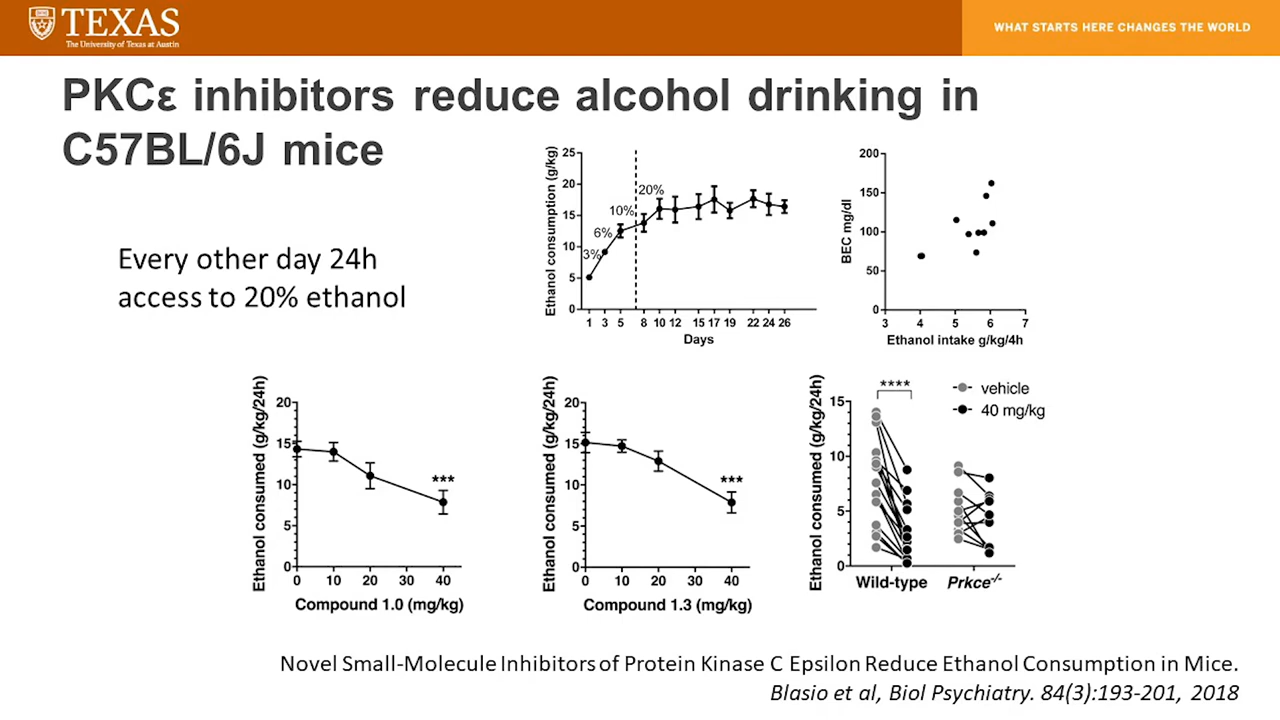 TEXAS
The University of Texas at Austin
WHAT STARTS HERE CHANGES THE WORLD
PKCε inhibitors reduce alcohol drinking in
C57BL/6J mice
Every other day 24h
access to 20% ethanol
Ethanol consumption (g/kg)
25
20
15
10
5
0
3%
6%
10%
20%
1 3 5 8 10 12 15 17 19 22 24 26
Days
BEC mg/dl
200
150
100
50
0
3 4 5 6 7
Ethanol intake g/kg/4h
Ethanol consumed (g/kg/24h)
20
15
10
5
0
***
0 10 20 30 40
Compound 1.0 (mg/kg)
Ethanol consumed (g/kg/24h)
20
15
10
5
0
***
0 10 20 30 40
Compound 1.3 (mg/kg)
Ethanol consumed (g/kg/24h)
15
10
5
0
****
vehicle
40 mg/kg
Wild-type Prkce-/-
Novel Small-Molecule Inhibitors of Protein Kinase C Epsilon Reduce Ethanol Consumption in Mice.
Blasio et al, Biol Psychiatry. 84(3):193-201, 2018